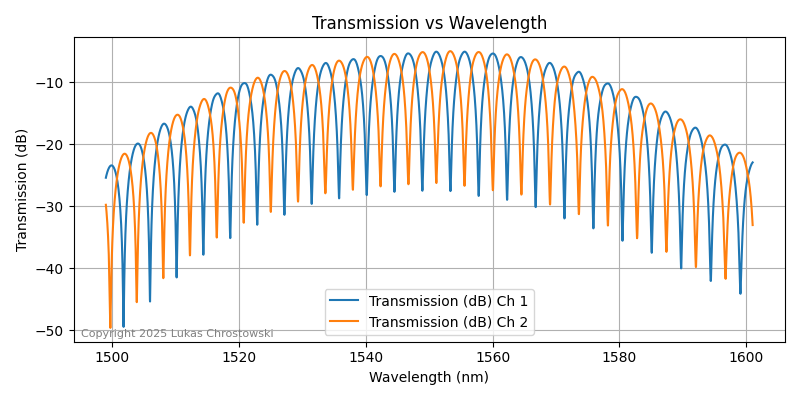 Transmission vs Wavelength
Transmission (dB)
−10
−20
−30
−40
−50
Transmission (dB) Ch 1
Transmission (dB) Ch 2
Copyright 2025 Lukas Chrostowski
1500
1520
1540
1560
1580
1600
Wavelength (nm)